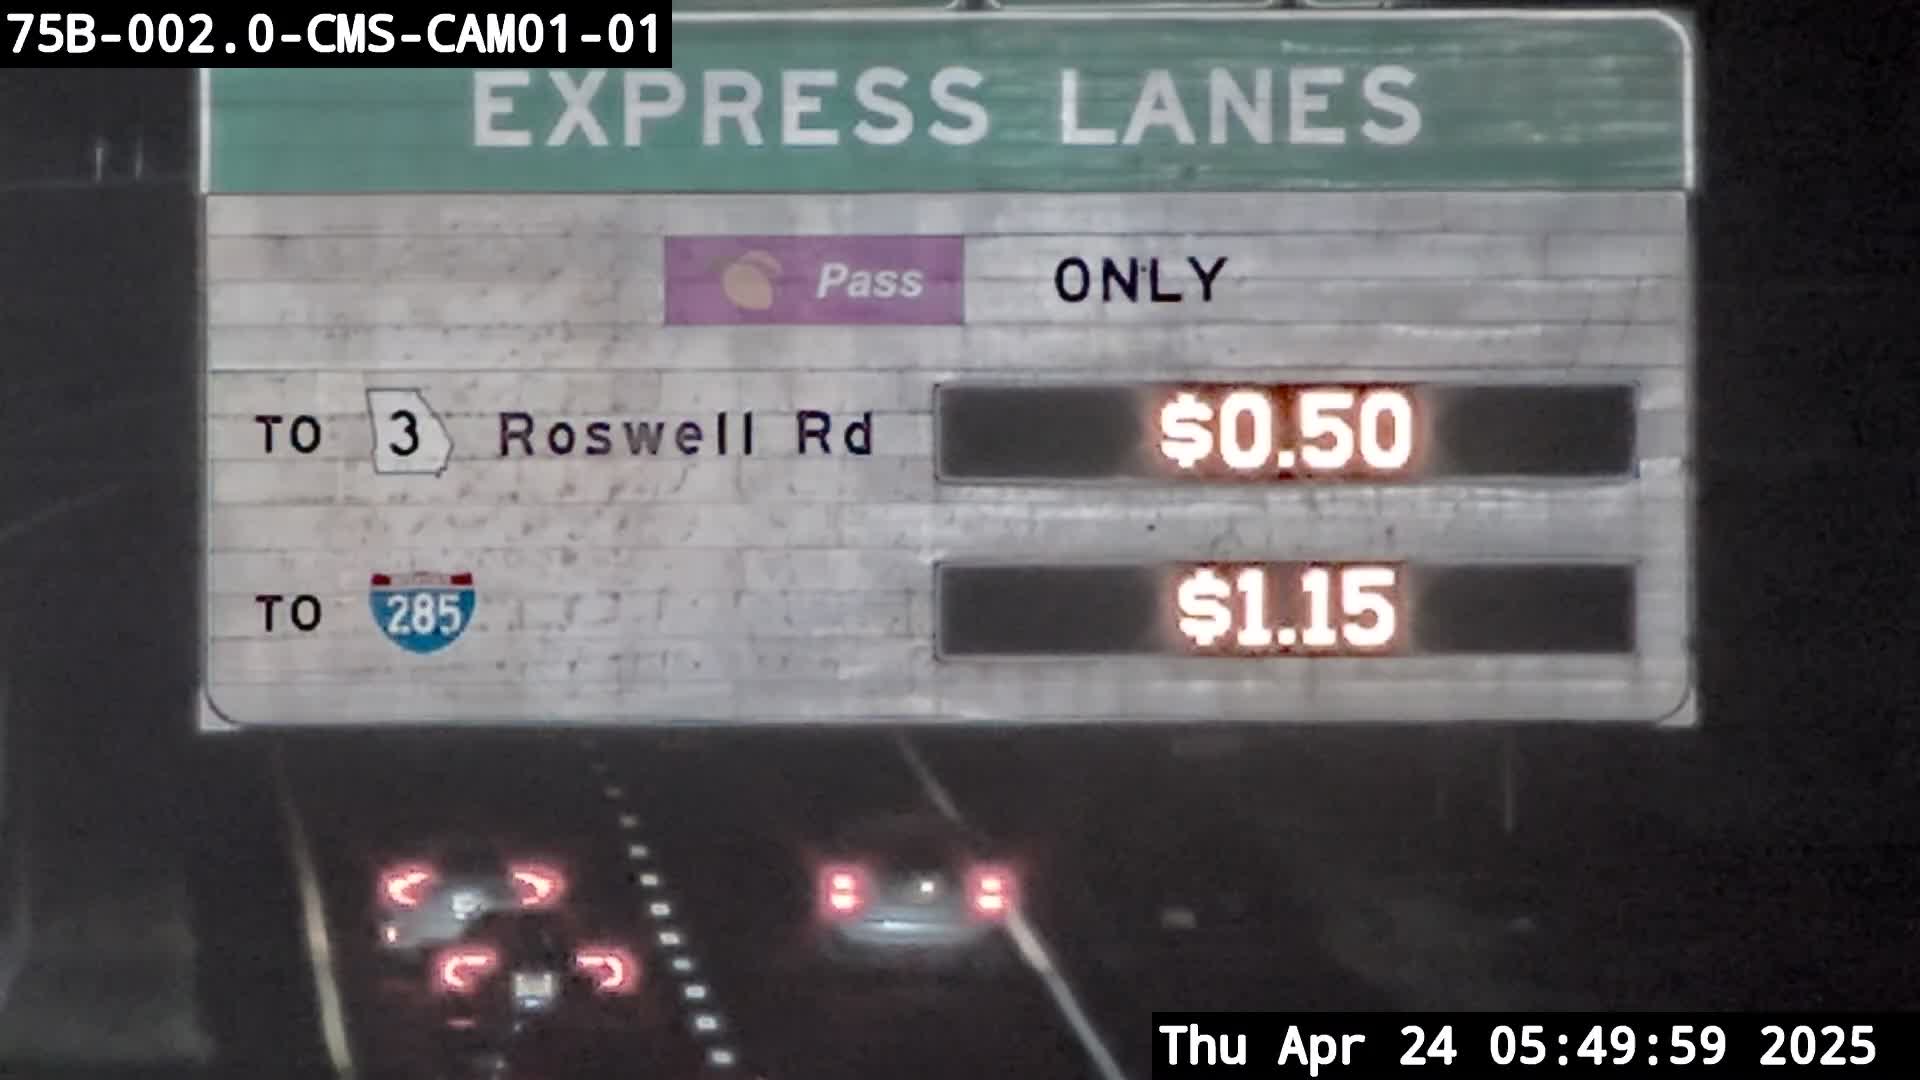 75B-002.0-CMS-CAM01-01
EXPRESS LANES
Pass ONLY
TO 3 Roswell Rd $0.50
TO 285 $1.15
Thu Apr 24 05:49:59 2025